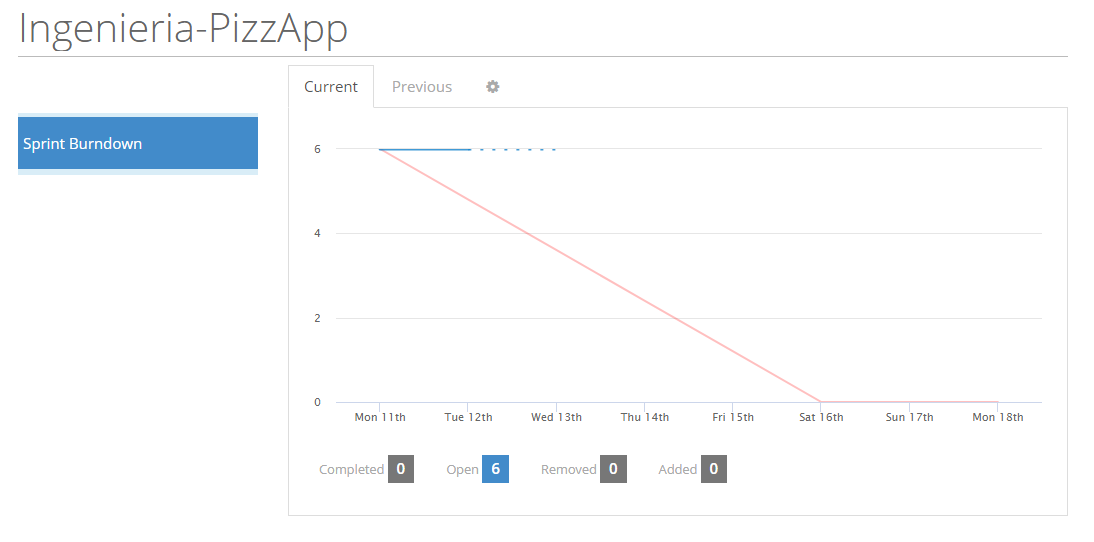 Ingenieria-PizzApp
Current Previous
Sprint Burndown
6
4
2
0
Mon 11th Tue 12th Wed 13th Thu 14th Fri 15th Sat 16th Sun 17th Mon 18th
Completed 0 Open 6 Removed 0 Added 0